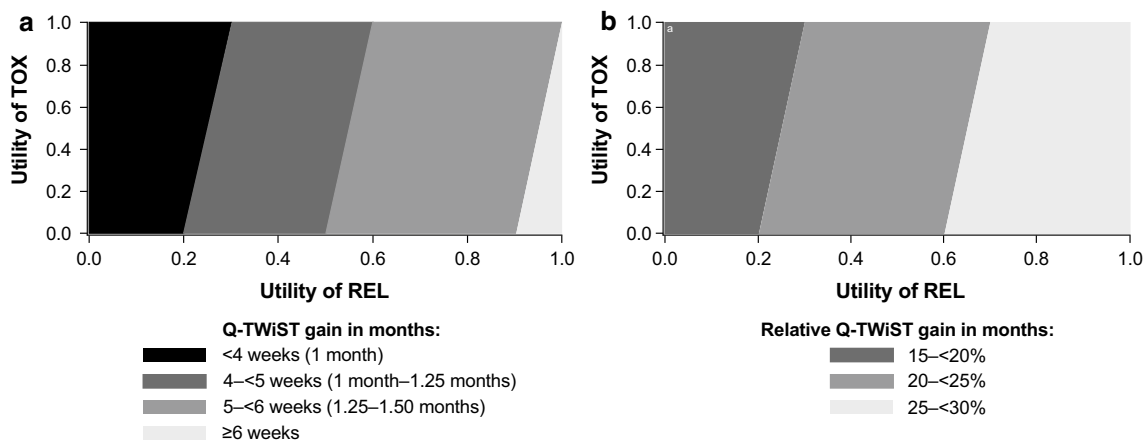 a
1.0
0.8
0.6
0.4
0.2
0.0
Utility of TOX
0.0 0.2 0.4 0.6 0.8 1.0
Utility of REL
Q-TWiST gain in months:
<4 weeks (1 month)
4–<5 weeks (1 month–1.25 months)
5–<6 weeks (1.25–1.50 months)
≥6 weeks
b
a
1.0
0.8
0.6
0.4
0.2
0.0
Utility of TOX
0.0 0.2 0.4 0.6 0.8 1.0
Utility of REL
Relative Q-TWiST gain in months:
15–<20%
20–<25%
25–<30%